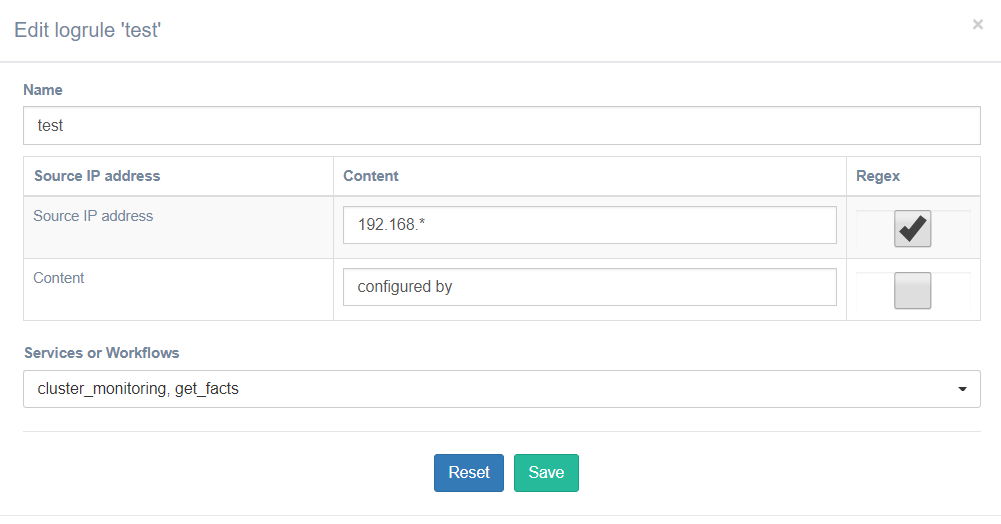 Edit logrule 'test'
×
Name
test
Source IP address Content Regex
Source IP address 192.168.*
Content configured by
Services or Workflows
cluster_monitoring, get_facts
Reset Save